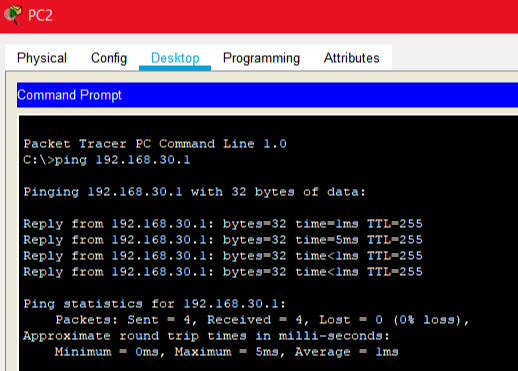 PC2
Physical Config Desktop Programming Attributes
Command Prompt
Packet Tracer PC Command Line 1.0
C:\>ping 192.168.30.1
Pinging 192.168.30.1 with 32 bytes of data:
Reply from 192.168.30.1: bytes=32 time=1ms TTL=255
Reply from 192.168.30.1: bytes=32 time=5ms TTL=255
Reply from 192.168.30.1: bytes=32 time<1ms TTL=255
Reply from 192.168.30.1: bytes=32 time<1ms TTL=255
Ping statistics for 192.168.30.1:
Packets: Sent = 4, Received = 4, Lost = 0 (0% loss),
Approximate round trip times in milli-seconds:
Minimum = 0ms, Maximum = 5ms, Average = 1ms